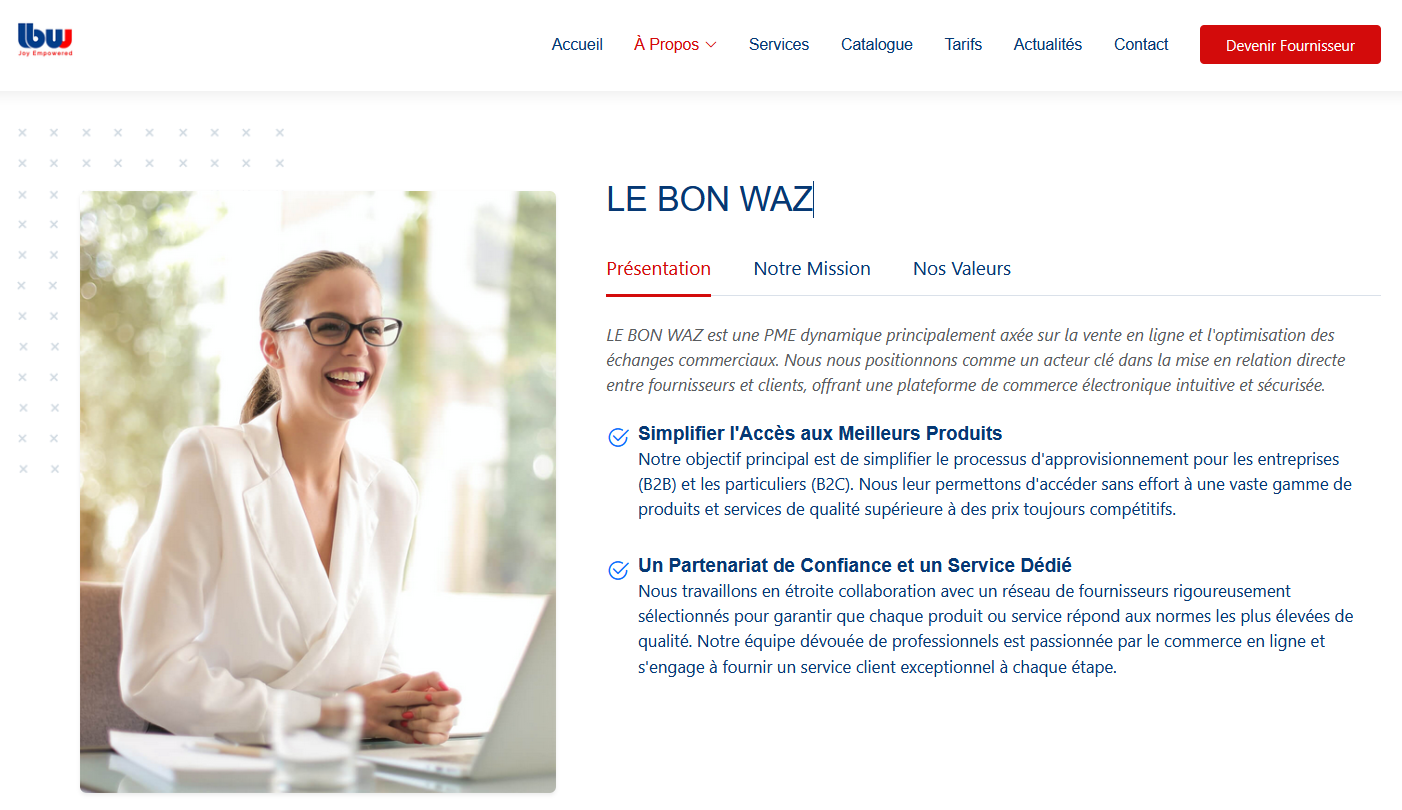 lbw
Joy Empowered
Accueil
À Propos
Services
Catalogue
Tarifs
Actualités
Contact
Devenir Fournisseur
LE BON WAZ
Présentation
Notre Mission
Nos Valeurs
LE BON WAZ est une PME dynamique principalement axée sur la vente en ligne et l'optimisation des
échanges commerciaux. Nous nous positionnons comme un acteur clé dans la mise en relation directe
entre fournisseurs et clients, offrant une plateforme de commerce électronique intuitive et sécurisée.
Simplifier l'Accès aux Meilleurs Produits
Notre objectif principal est de simplifier le processus d'approvisionnement pour les entreprises
(B2B) et les particuliers (B2C). Nous leur permettons d'accéder sans effort à une vaste gamme de
produits et services de qualité supérieure à des prix toujours compétitifs.
Un Partenariat de Confiance et un Service Dédié
Nous travaillons en étroite collaboration avec un réseau de fournisseurs rigoureusement
sélectionnés pour garantir que chaque produit ou service répond aux normes les plus élevées de
qualité. Notre équipe dévouée de professionnels est passionnée par le commerce en ligne et
s'engage à fournir un service client exceptionnel à chaque étape.